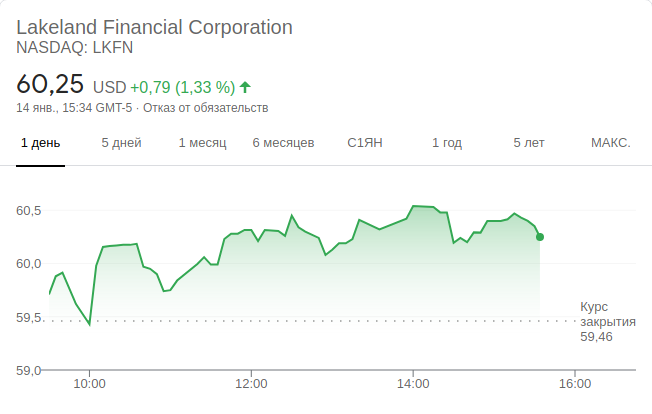 Lakeland Financial Corporation
NASDAQ: LKFN
60,25 USD +0,79 (1,33 %)
14 янв., 15:34 GMT-5 · Отказ от обязательств
1 день 5 дней 1 месяц 6 месяцев С1ЯН 1 год 5 лет МАКС.
60,5
60,0
59,5
59,0
Курс
закрытия
59,46
10:00 12:00 14:00 16:00